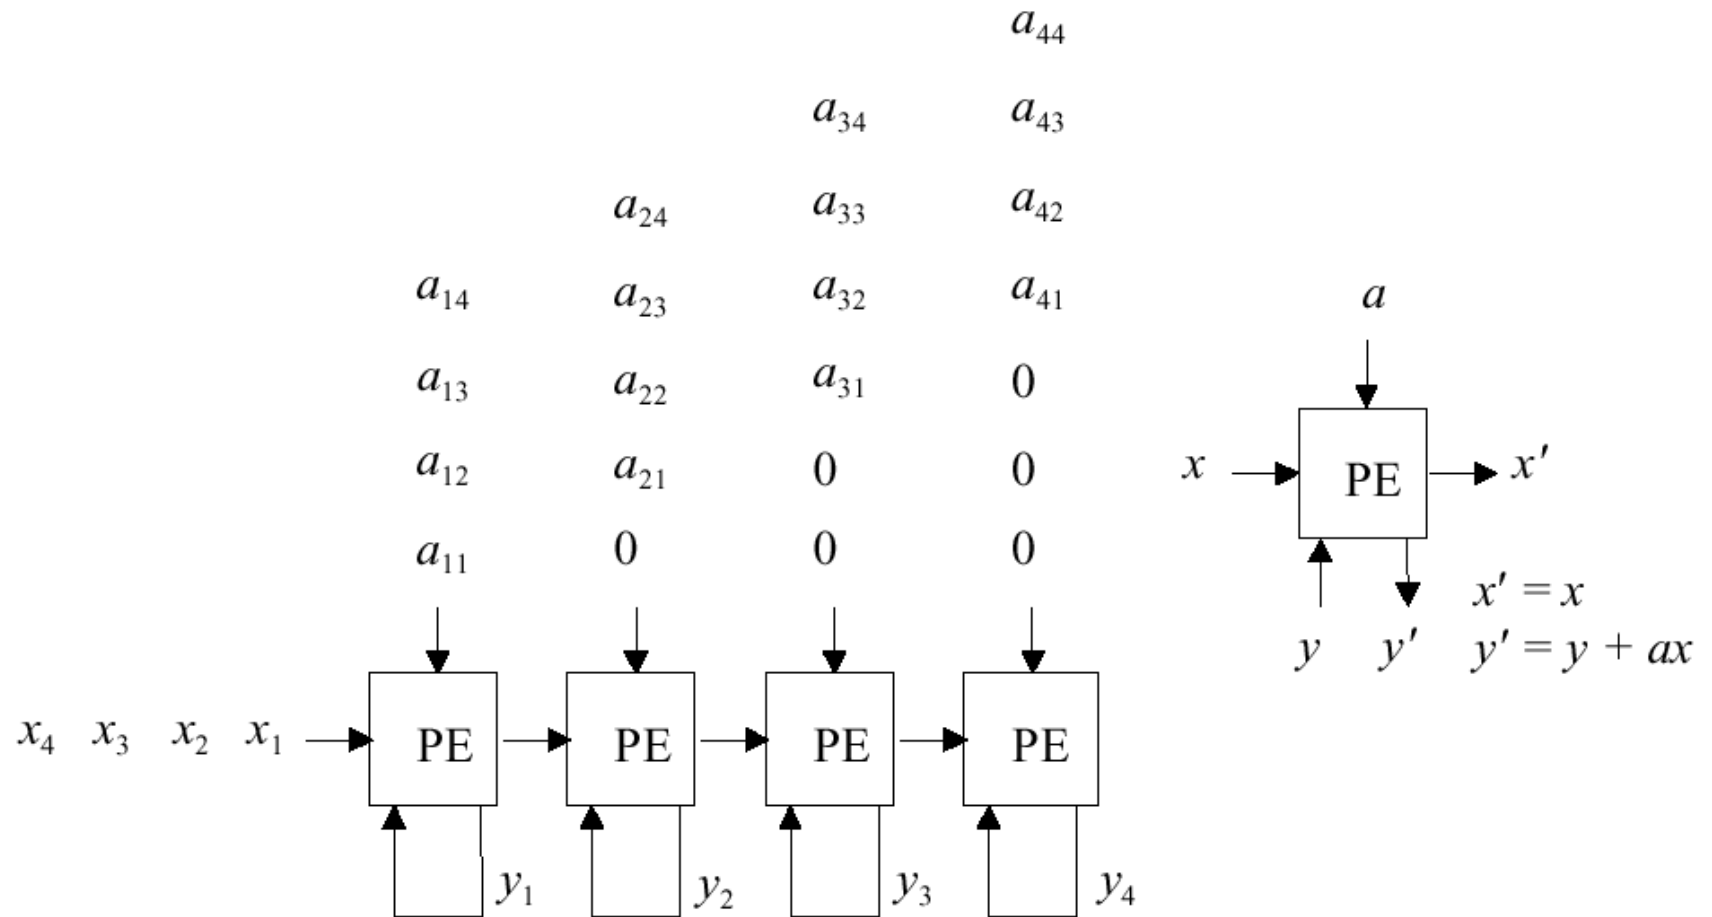 a44
a34 a43
a24 a33 a42
a14 a23 a32 a41 a
a13 a22 a31 0
a12 a21 0 0 x PE x′
a11 0 0 0
x′ = x
y y′ y′ = y + ax
x4 x3 x2 x1 PE PE PE PE
y1 y2 y3 y4